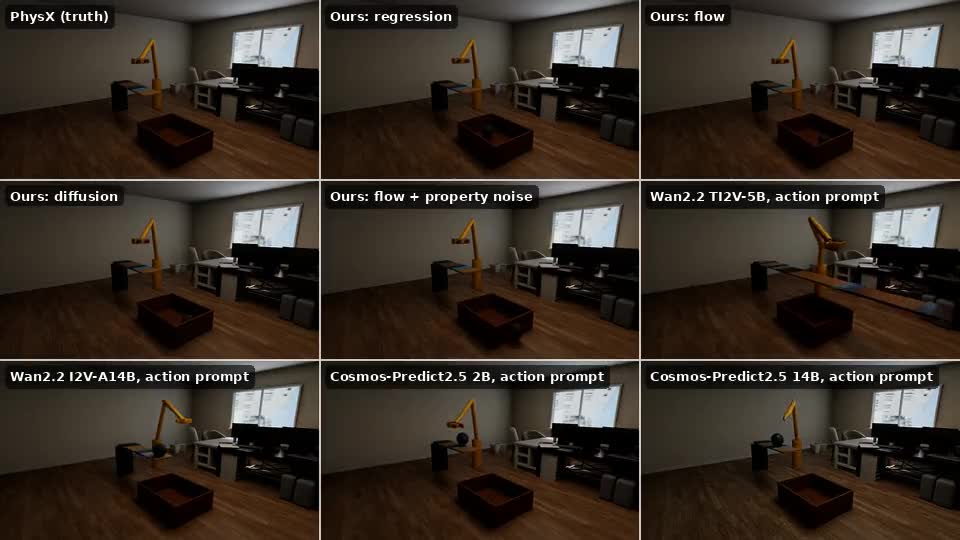 PhysX (truth)
Ours: regression
Ours: flow
Ours: diffusion
Ours: flow + property noise
Wan2.2 TI2V-5B, action prompt
Wan2.2 I2V-A14B, action prompt
Cosmos-Predict2.5 2B, action prompt
Cosmos-Predict2.5 14B, action prompt